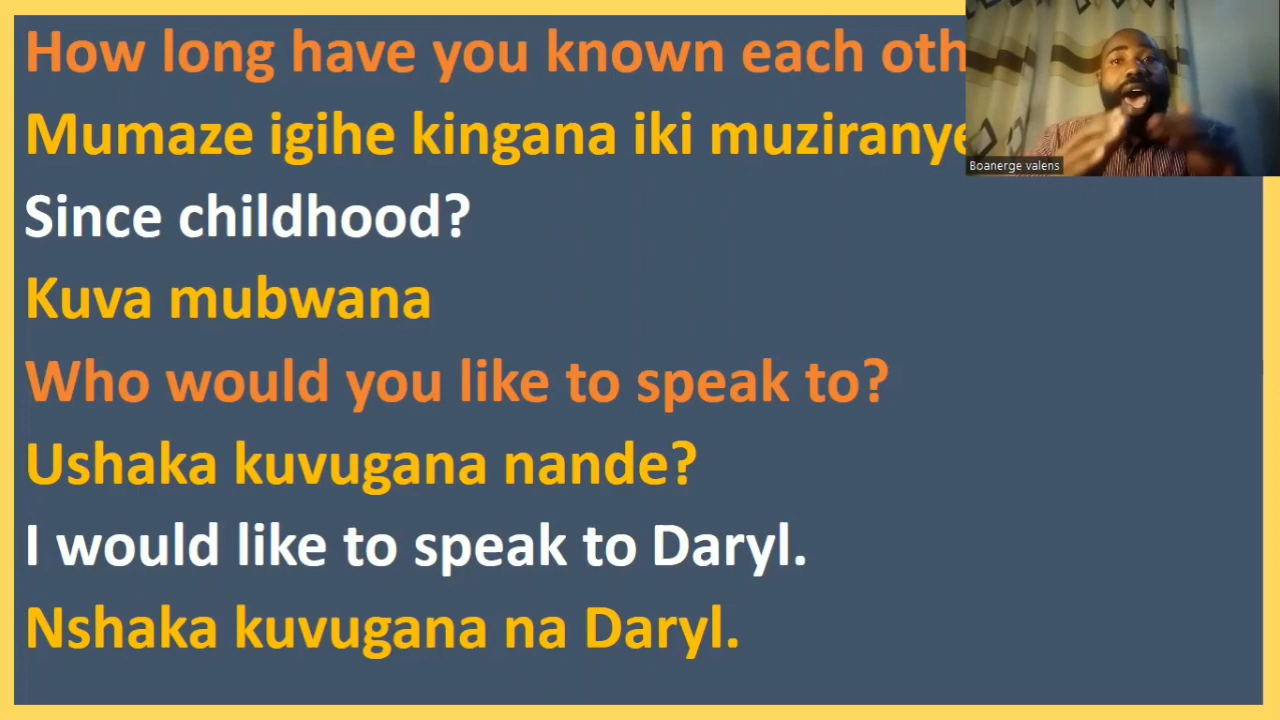 How long have you known each oth
Mumaze igihe kingana iki muziranye
Since childhood?
Kuva mubwana
Who would you like to speak to?
Ushaka kuvugana nande?
I would like to speak to Daryl.
Nshaka kuvugana na Daryl.
Boanerge valens